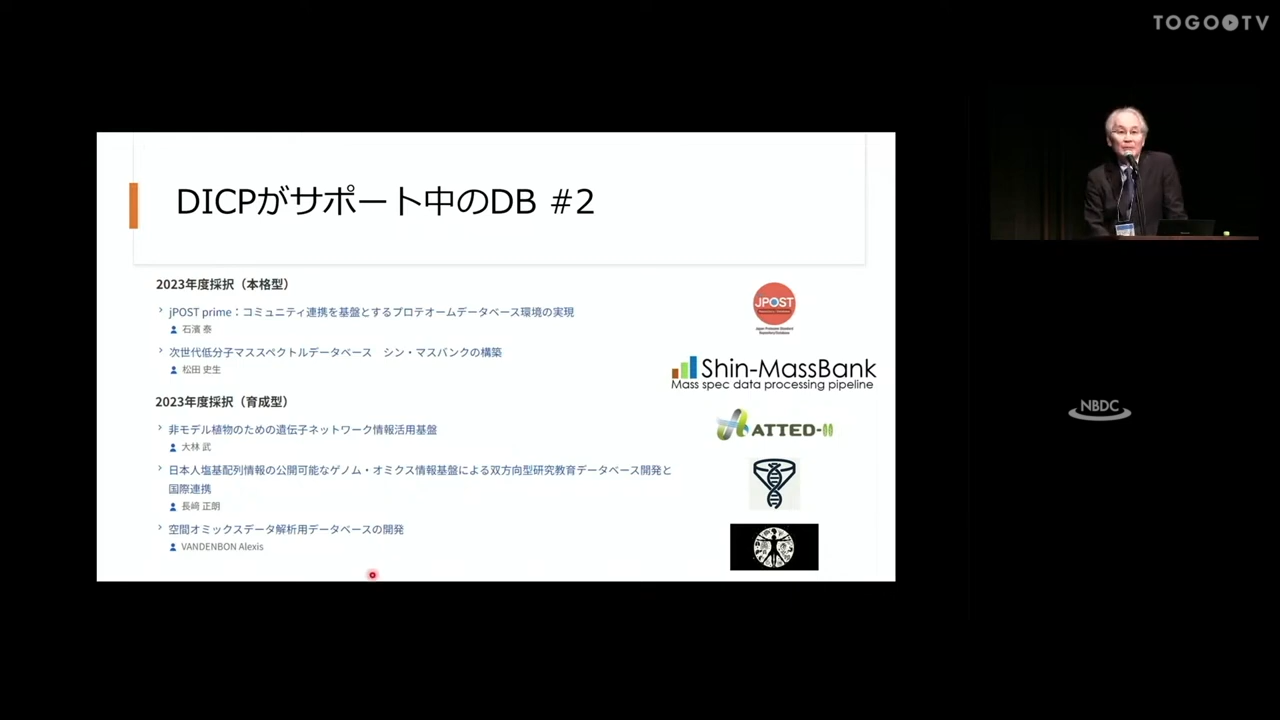 TOGOTV
DICPがサポート中のDB #2
2023年度採択（本格型）
jPOST prime：コミュニティ連携を基盤とするプロテオームデータベース環境の実現
石濱 泰
次世代低分子マススペクトルデータベース　シン・マスバンクの構築
松田 史生
2023年度採択（育成型）
非モデル植物のための遺伝子ネットワーク情報活用基盤
大林 武
日本人塩基配列情報の公開可能なゲノム・オミクス情報基盤による双方向型研究教育データベース開発と
国際連携
長﨑 正朗
空間オミックスデータ解析用データベースの開発
VANDENBON Alexis
JPOST
Shin-MassBank
Mass spec data processing pipeline
ATTED-II
NBDC